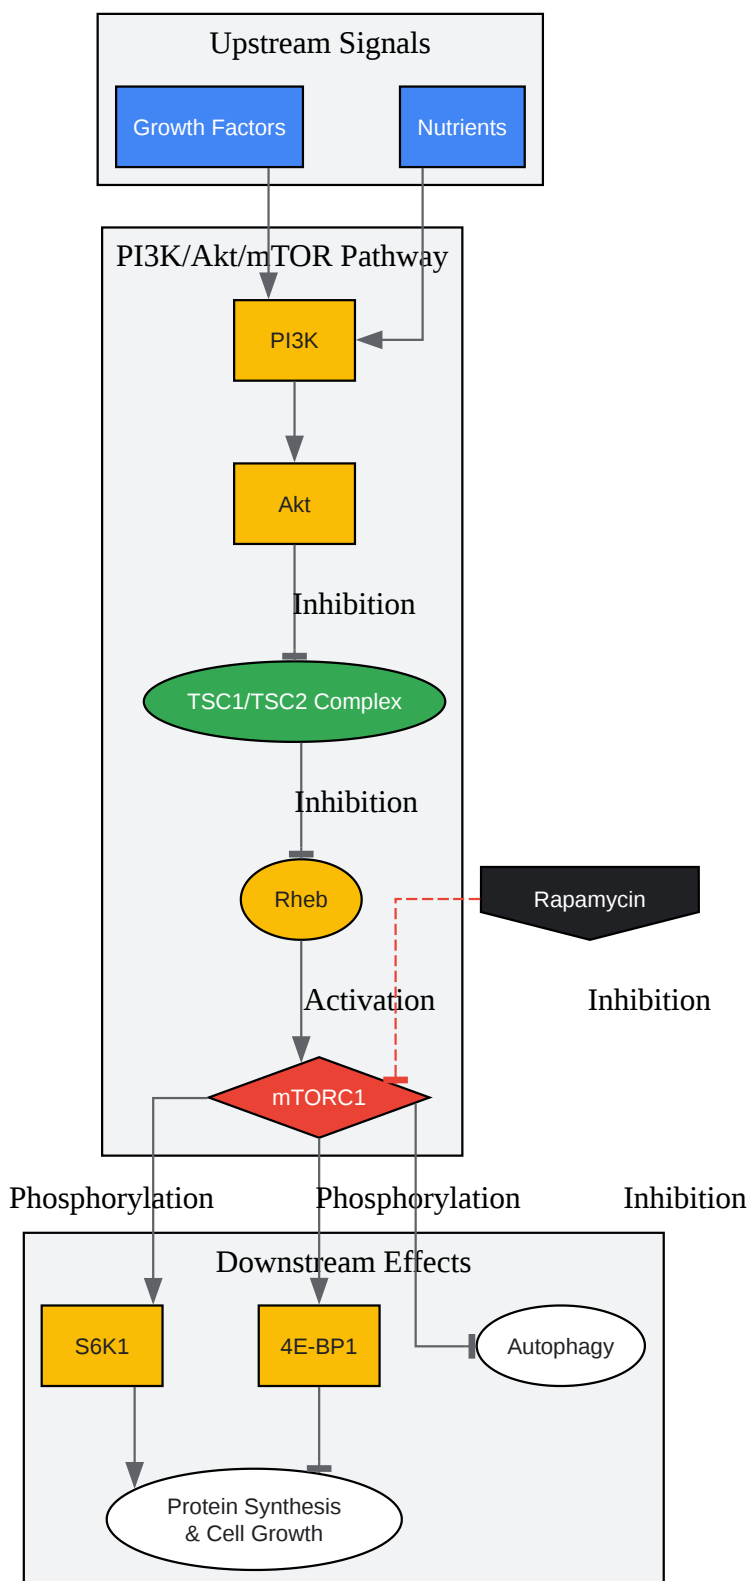 Upstream Signals
Growth Factors
Nutrients
PI3K/Akt/mTOR Pathway
PI3K
Akt
Inhibition
TSC1/TSC2 Complex
Inhibition
Rheb
Rapamycin
Activation
Inhibition
mTORC1
Phosphorylation
Phosphorylation
Inhibition
Downstream Effects
S6K1
4E-BP1
Autophagy
Protein Synthesis
& Cell Growth